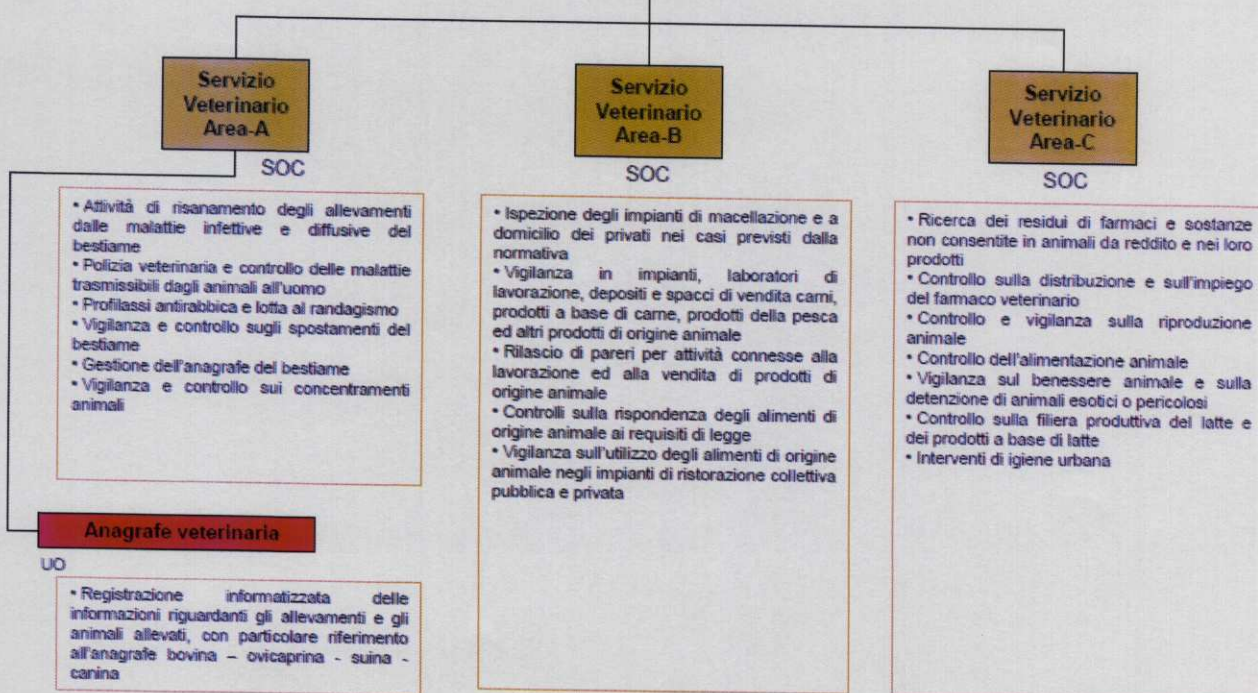 Servizio
Veterinario
Area-A
SOC
• Attività di risanamento degli allevamenti
dalle malattie infettive e diffusive del
bestiame
• Polizia veterinaria e controllo delle malattie
trasmissibili dagli animali all'uomo
• Profilassi antirabbica e lotta al randagismo
• Vigilanza e controllo sugli spostamenti del
bestiame
• Gestione dell'anagrafe del bestiame
• Vigilanza e controllo sui concentramenti
animali
Anagrafe veterinaria
UO
• Registrazione informatizzata delle
informazioni riguardanti gli allevamenti e gli
animali allevati, con particolare riferimento
all'anagrafe bovina – ovicaprina - suina -
canina
Servizio
Veterinario
Area-B
SOC
• Ispezione degli impianti di macellazione e a
domicilio dei privati nei casi previsti dalla
normativa
• Vigilanza in impianti, laboratori di
lavorazione, depositi e spacci di vendita carni,
prodotti a base di carne, prodotti della pesca
ed altri prodotti di origine animale
• Rilascio di pareri per attività connesse alla
lavorazione ed alla vendita di prodotti di
origine animale
• Controlli sulla rispondenza degli alimenti di
origine animale ai requisiti di legge
• Vigilanza sull'utilizzo degli alimenti di origine
animale negli impianti di ristorazione collettiva
pubblica e privata
Servizio
Veterinario
Area-C
SOC
• Ricerca dei residui di farmaci e sostanze
non consentite in animali da reddito e nei loro
prodotti
• Controllo sulla distribuzione e sull'impiego
del farmaco veterinario
• Controllo e vigilanza sulla riproduzione
animale
• Controllo dell'alimentazione animale
• Vigilanza sul benessere animale e sulla
detenzione di animali esotici o pericolosi
• Controllo sulla filiera produttiva del latte e
dei prodotti a base di latte
• Interventi di igiene urbana